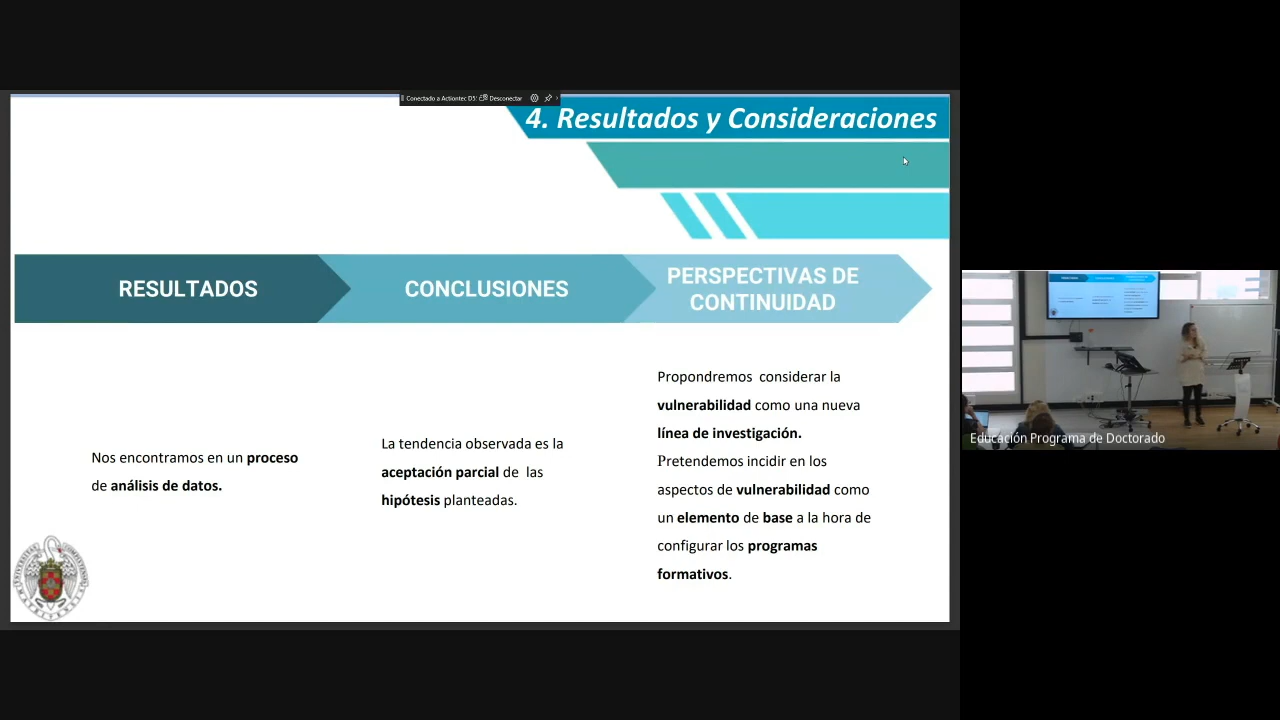 Conectado a Actiontec DS
Desconectar
4. Resultados y Consideraciones
RESULTADOS
CONCLUSIONES
PERSPECTIVAS DE
CONTINUIDAD
Nos encontramos en un proceso
de análisis de datos.
La tendencia observada es la
aceptación parcial de las
hipótesis planteadas.
Propondremos considerar la
vulnerabilidad como una nueva
línea de investigación.
Pretendemos incidir en los
aspectos de vulnerabilidad como
un elemento de base a la hora de
configurar los programas
formativos.
Educación Programa de Doctorado